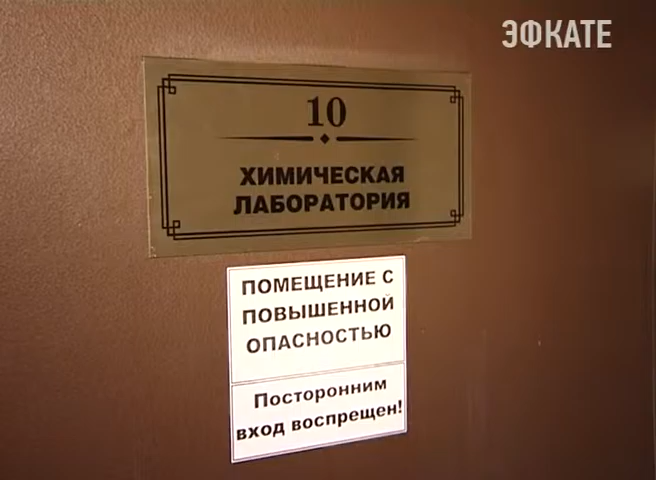 ЭФКАТЕ
10
ХИМИЧЕСКАЯ
ЛАБОРАТОРИЯ
ПОМЕЩЕНИЕ С
ПОВЫШЕННОЙ
ОПАСНОСТЬЮ
Посторонним
вход воспрещен!